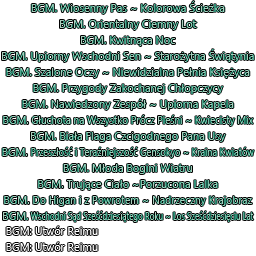 BGM. Wiosenny Pas ~ Kolorowa Ścieżka
BGM. Orientalny Ciemny Lot
BGM. Kwitnąca Noc
BGM. Upiorny Wschodni Sen ~ Starożytna Świątynia
BGM. Szalone Oczy ~ Niewidzialna Pełnia Księżyca
BGM. Przygody Zakochanej Chłopczycy
BGM. Nawiedzony Zespół ~ Upiorna Kapela
BGM. Głuchota na Wszystko Prócz Pieśni ~ Kwiecisty Mix
BGM. Biała Flaga Czcigodnego Pana Usy
BGM. Przeszłość i Teraźniejszość Gensokyo ~ Kraina Kwiatów
BGM. Młoda Bogini Wiatru
BGM. Trujące Ciało ~Porzucona Lalka
BGM. Do Higan i z Powrotem ~ Nadrzeczny Krajobraz
BGM. Wschodni Sąd Sześćdziesiątego Roku ~ Los Sześćdziesięciu Lat
BGM: Utwór Reimu
BGM: Utwór Reimu